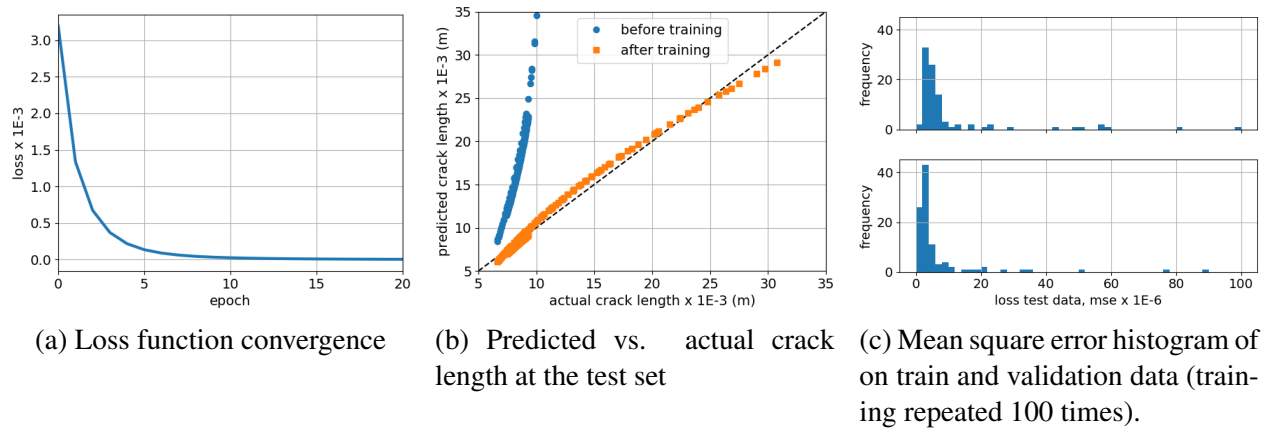 3.0
2.5
2.0
1.5
1.0
0.5
0.0
loss x 1E-3
0
5
10
15
20
epoch
35
30
25
20
15
10
5
predicted crack length x 1E-3 (m)
before training
after training
5
10
15
20
25
30
35
actual crack length x 1E-3 (m)
40
20
0
frequency
40
20
0
frequency
0
20
40
60
80
100
loss test data, mse x 1E-6
(a) Loss function convergence
(b) Predicted vs. actual crack
length at the test set
(c) Mean square error histogram of
on train and validation data (train-
ing repeated 100 times).